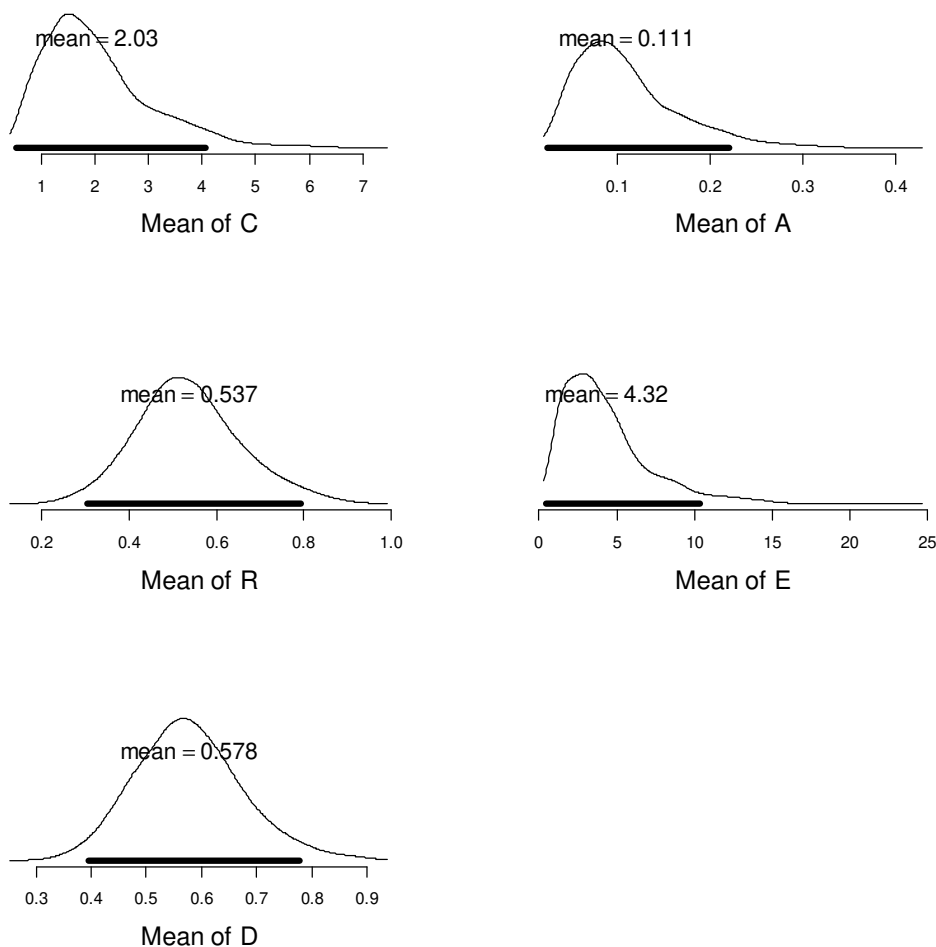 mean = 2.03
1 2 3 4 5 6 7
Mean of C
mean = 0.111
0.1 0.2 0.3 0.4
Mean of A
mean = 0.537
0.2 0.4 0.6 0.8 1.0
Mean of R
mean = 4.32
0 5 10 15 20 25
Mean of E
mean = 0.578
0.3 0.4 0.5 0.6 0.7 0.8 0.9
Mean of D